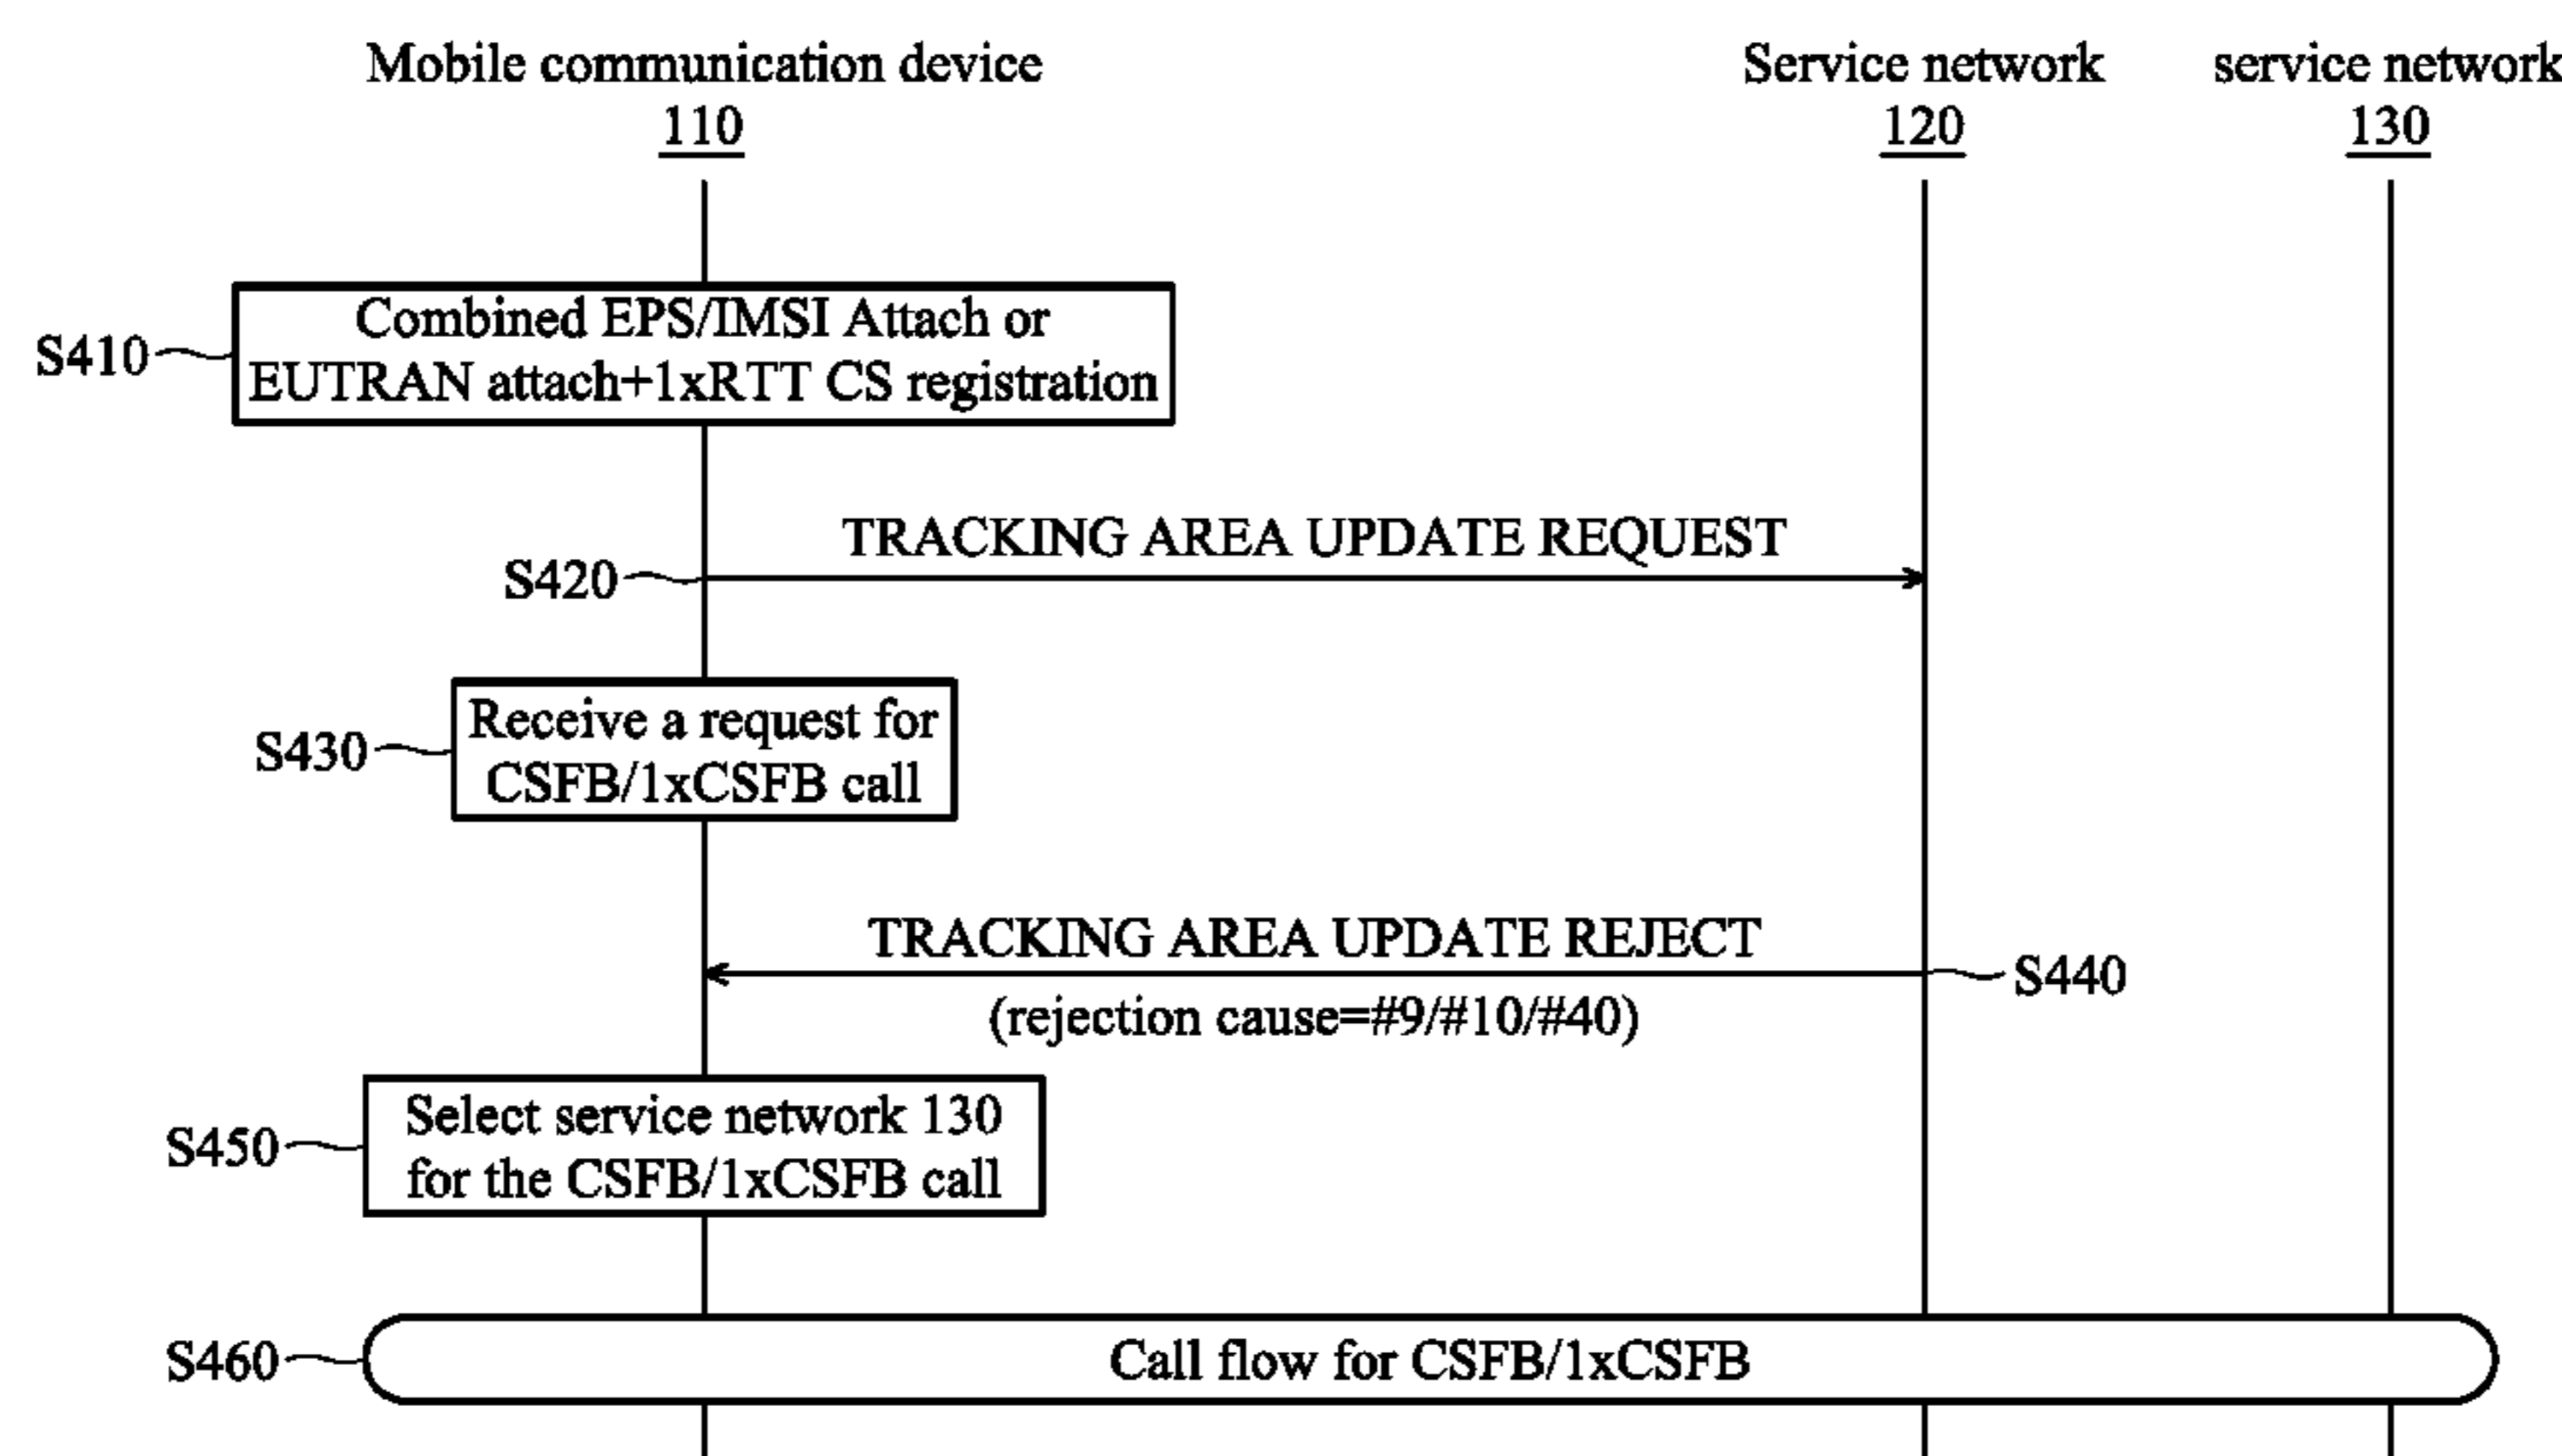 Mobile communication device
110
Service network
120
service network
130
S410
Combined EPS/IMSI Attach or
EUTRAN attach+1xRTT CS registration
TRACKING AREA UPDATE REQUEST
S420
S430
Receive a request for
CSFB/1xCSFB call
TRACKING AREA UPDATE REJECT
S440
(rejection cause=#9/#10/#40)
S450
Select service network 130
for the CSFB/1xCSFB call
S460
Call flow for CSFB/1xCSFB